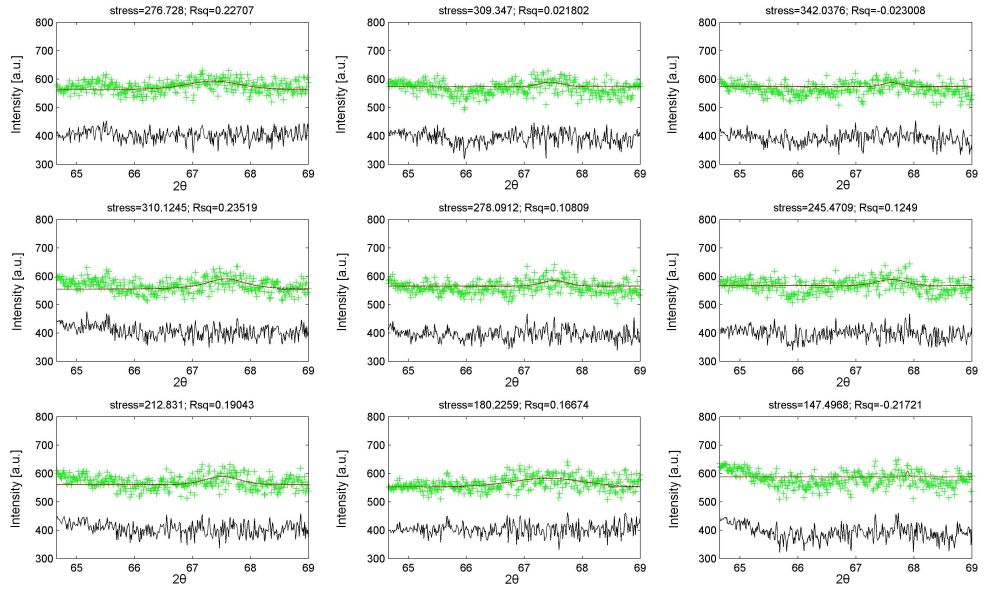 stress=276.728; Rsq=0.22707
800
700
600
500
400
300
Intensity [a.u.]
65 66 67 68 69
2θ
stress=309.347; Rsq=0.021802
800
700
600
500
400
300
Intensity [a.u.]
65 66 67 68 69
2θ
stress=342.0376; Rsq=-0.023008
800
700
600
500
400
300
Intensity [a.u.]
65 66 67 68 69
2θ
stress=310.1245; Rsq=0.23519
800
700
600
500
400
300
Intensity [a.u.]
65 66 67 68 69
2θ
stress=278.0912; Rsq=0.10809
800
700
600
500
400
300
Intensity [a.u.]
65 66 67 68 69
2θ
stress=245.4709; Rsq=0.1249
800
700
600
500
400
300
Intensity [a.u.]
65 66 67 68 69
2θ
stress=212.831; Rsq=0.19043
800
700
600
500
400
300
Intensity [a.u.]
65 66 67 68 69
2θ
stress=180.2259; Rsq=0.16674
800
700
600
500
400
300
Intensity [a.u.]
65 66 67 68 69
2θ
stress=147.4968; Rsq=-0.21721
800
700
600
500
400
300
Intensity [a.u.]
65 66 67 68 69
2θ